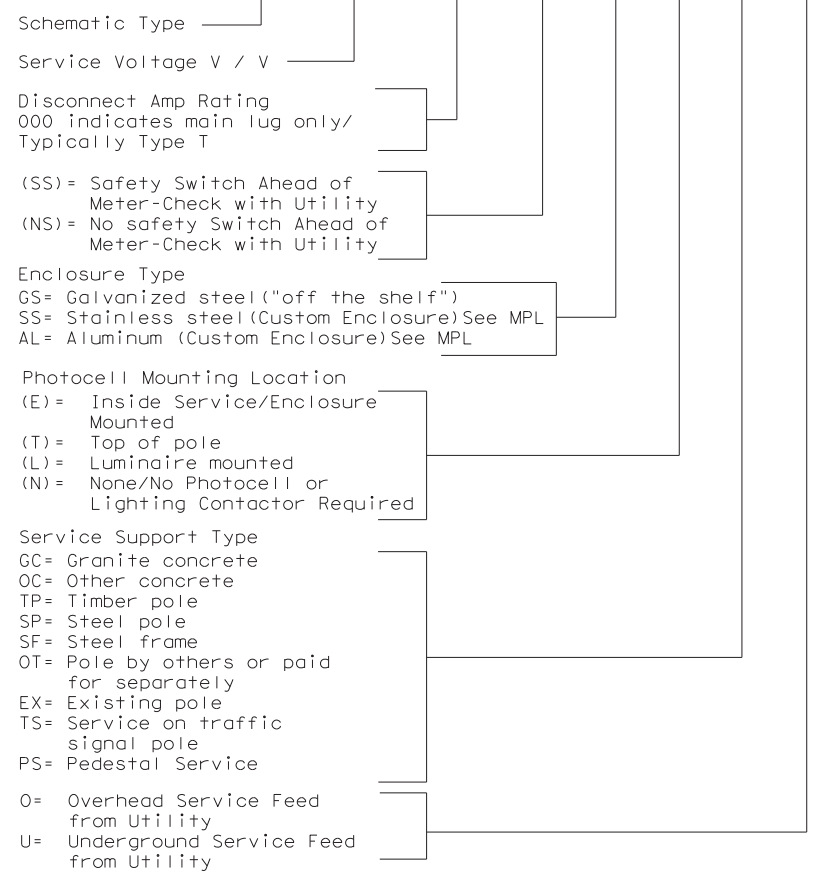 Schematic Type
Service Voltage V / V
Disconnect Amp Rating
000 indicates main lug only/
Typically Type T
(SS)= Safety Switch Ahead of
Meter-Check with Utility
(NS)= No safety Switch Ahead of
Meter-Check with Utility
Enclosure Type
GS= Galvanized steel("off the shelf")
SS= Stainless steel(Custom Enclosure)See MPL
AL= Aluminum (Custom Enclosure)See MPL
Photocell Mounting Location
(E)= Inside Service/Enclosure
Mounted
(T)= Top of pole
(L)= Luminaire mounted
(N)= None/No Photocell or
Lighting Contactor Required
Service Support Type
GC= Granite concrete
OC= Other concrete
TP= Timber pole
SP= Steel pole
SF= Steel frame
OT= Pole by others or paid
for separately
EX= Existing pole
TS= Service on traffic
signal pole
PS= Pedestal Service
O= Overhead Service Feed
from Utility
U= Underground Service Feed
from Utility